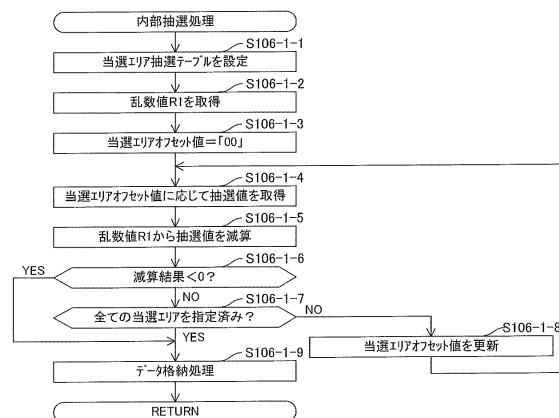 内部抽選処理
S106-1-1
当選エリア抽選テーブルを設定
S106-1-2
乱数値R1を取得
S106-1-3
当選エリアオフセット値=「00」
S106-1-4
当選エリアオフセット値に応じて抽選値を取得
S106-1-5
乱数値R1から抽選値を減算
S106-1-6
YES
減算結果<0?
NO
S106-1-7
全ての当選エリアを指定済み?
NO
YES
S106-1-8
当選エリアオフセット値を更新
S106-1-9
データ格納処理
RETURN